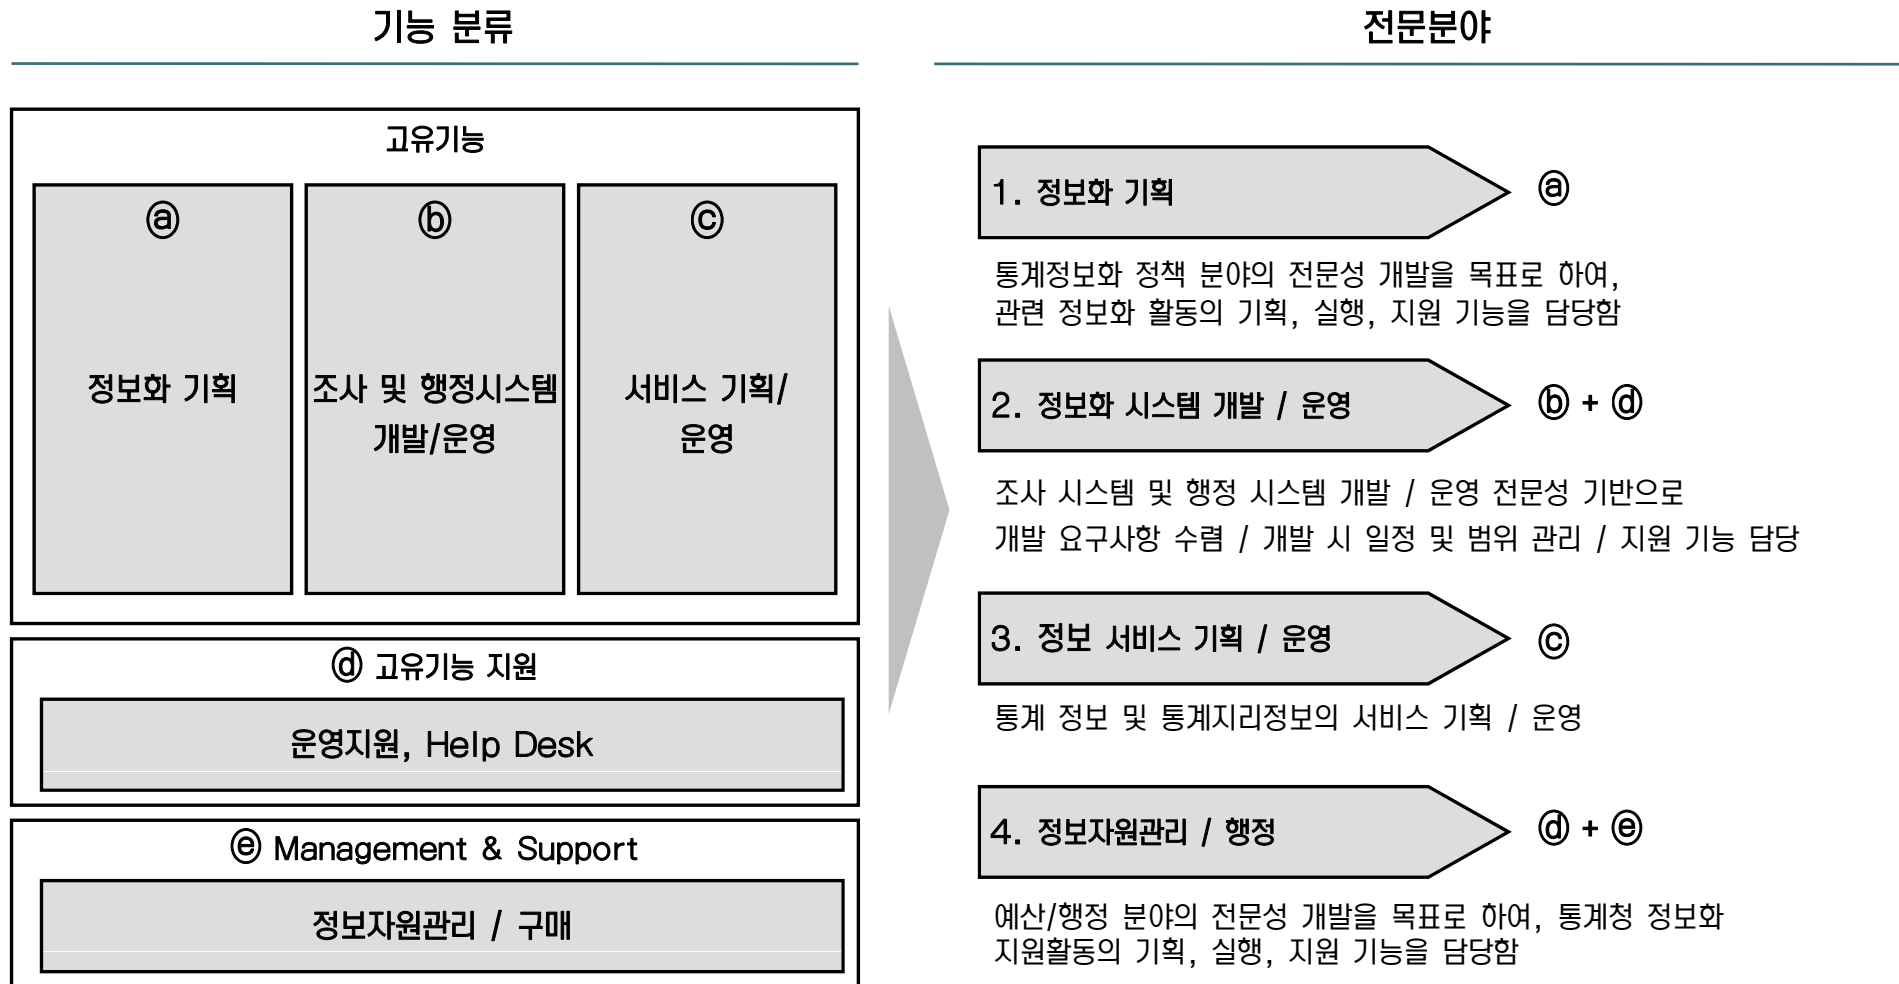 기능 분류
고유기능
ⓐ
정보화 기획
ⓑ
조사 및 행정시스템
개발/운영
ⓒ
서비스 기획/
운영
ⓓ 고유기능 지원
운영지원, Help Desk
ⓔ Management & Support
정보자원관리 / 구매
전문분야
1. 정보화 기획
ⓐ
통계정보화 정책 분야의 전문성 개발을 목표로 하여,
관련 정보화 활동의 기획, 실행, 지원 기능을 담당함
2. 정보화 시스템 개발 / 운영
ⓑ + ⓓ
조사 시스템 및 행정 시스템 개발 / 운영 전문성 기반으로
개발 요구사항 수렴 / 개발 시 일정 및 범위 관리 / 지원 기능 담당
3. 정보 서비스 기획 / 운영
ⓒ
통계 정보 및 통계지리정보의 서비스 기획 / 운영
4. 정보자원관리 / 행정
ⓓ + ⓔ
예산/행정 분야의 전문성 개발을 목표로 하여, 통계청 정보화
지원활동의 기획, 실행, 지원 기능을 담당함